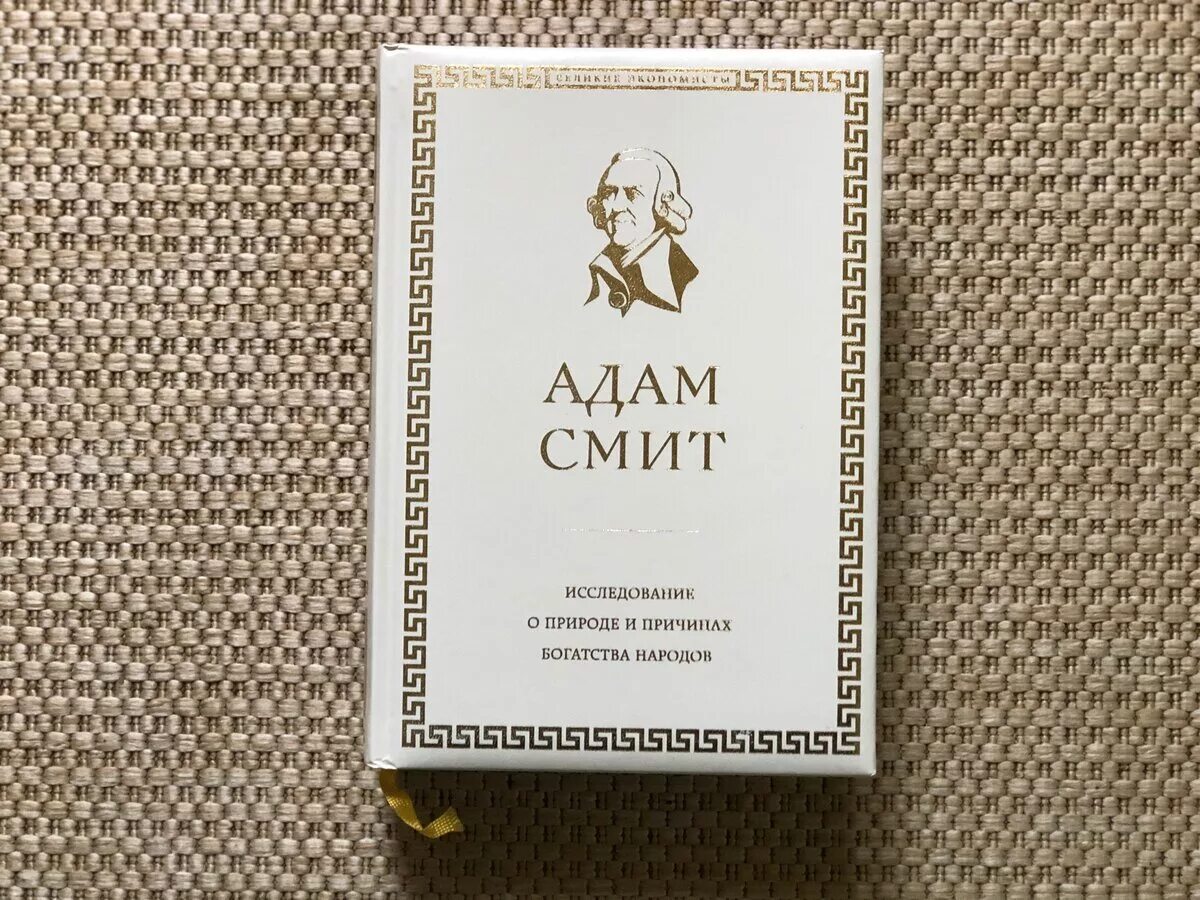 ВЕЛИКИЕ ЭКОНОМИСТЫ
АДАМ
СМИТ
ИССЛЕДОВАНИЕ
О ПРИРОДЕ И ПРИЧИНАХ
БОГАТСТВА НАРОДОВ